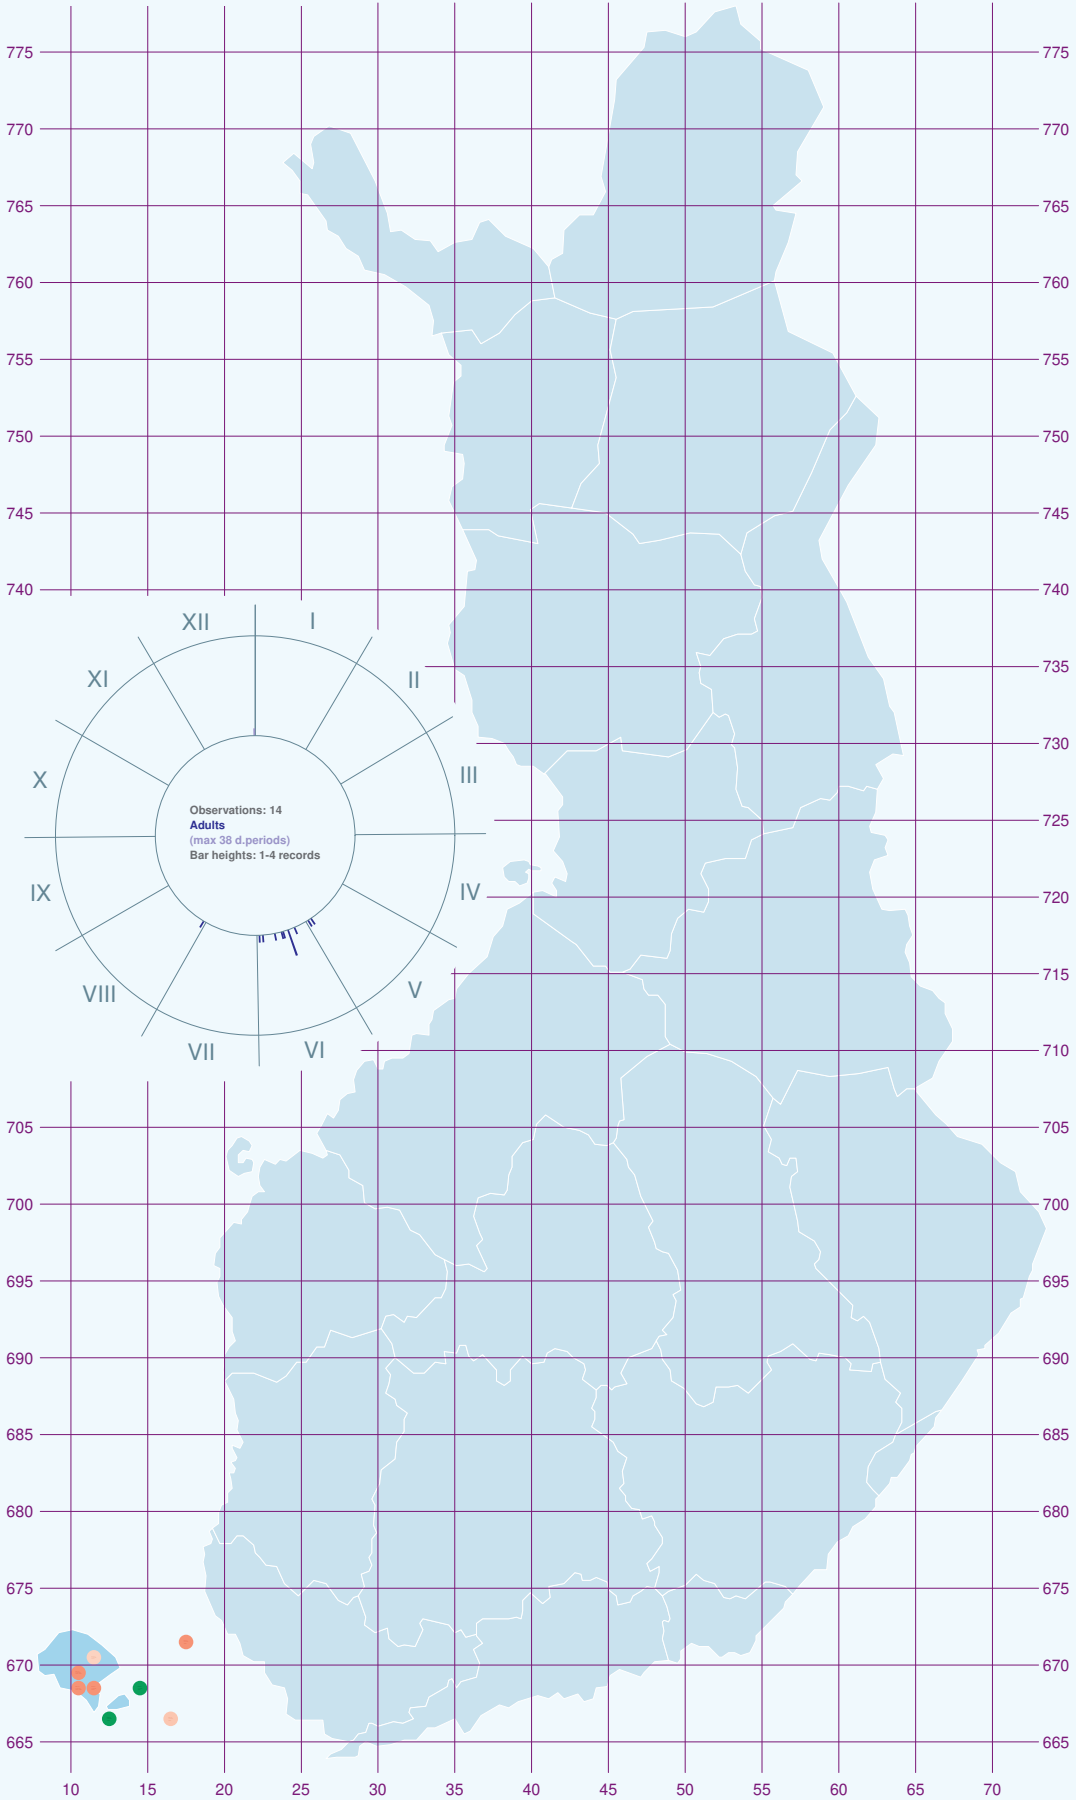 775 775
770 770
765 765
760 760
755 755
750 750
745 745
740 740
XII I
XI II
735
730
X III
Observations: 14
Adults
(max 38 d.periods)
Bar heights: 1-4 records
725
IX IV
720
715
VIII V
VII VI
710
705 705
700 700
695 695
690 690
685 685
680 680
675 675
670 670
665 665
10 15 20 25 30 35 40 45 50 55 60 65 70